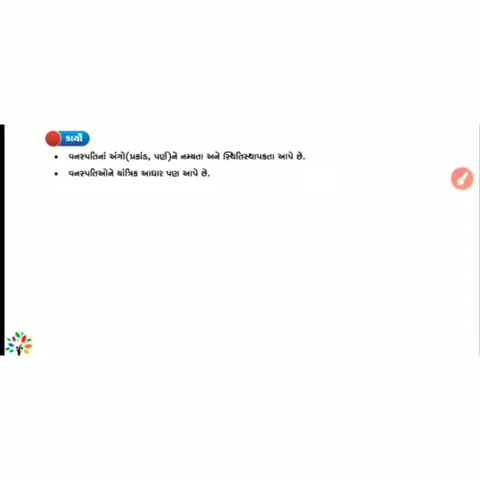 કાર્યો
• વનસ્પતિનાં અંગો(પ્રકાંડ, પર્ણ)ને નમ્યતા અને સ્થિતિસ્થાપકતા આપે છે.
• વનસ્પતિઓને યાંત્રિક આધાર પણ આપે છે.